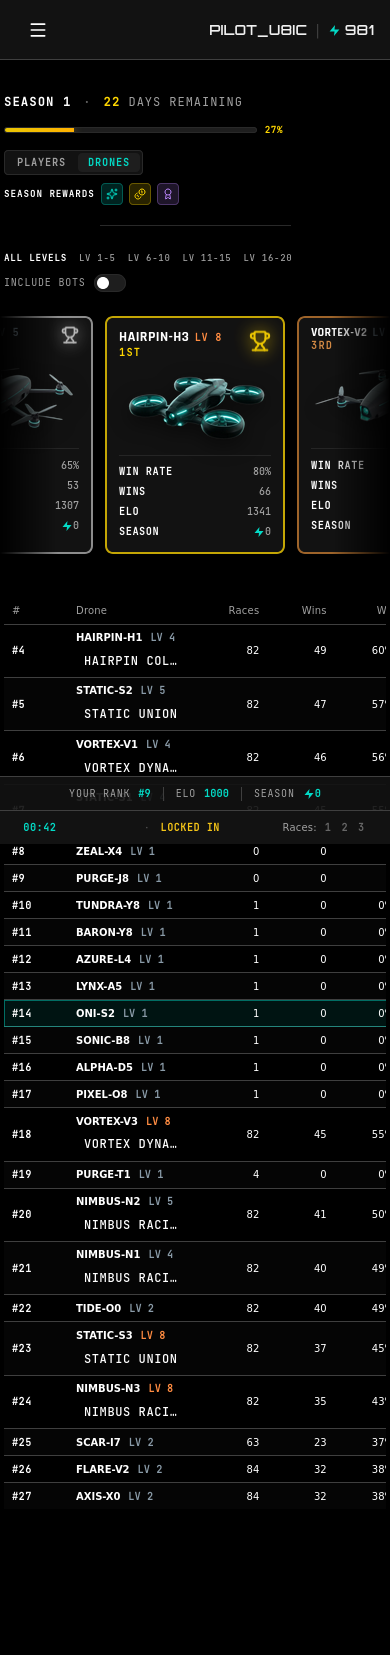 PILOT_U8IC | 981
SEASON 1 · 22 DAYS REMAINING
27%
PLAYERS DRONES
SEASON REWARDS
ALL LEVELS LV 1-5 LV 6-10 LV 11-15 LV 16-20
INCLUDE BOTS
5
65%
53
1307
0
HAIRPIN-H3 LV 8
1ST
WIN RATE 80%
WINS 66
ELO 1341
SEASON 0
VORTEX-V2 LV
3RD
WIN RATE
WINS
ELO
SEASON
# Drone Races Wins W
#4 HAIRPIN-H1 LV 4 82 49 60%
HAIRPIN COL…
#5 STATIC-S2 LV 5 82 47 57%
STATIC UNION
#6 VORTEX-V1 LV 4 82 46 56%
VORTEX DYNA…
YOUR RANK #9 | ELO 1000 | SEASON 0
00:42 · LOCKED IN Races: 1 2 3
#8 ZEAL-X4 LV 1 0 0
#9 PURGE-J8 LV 1 0 0
#10 TUNDRA-Y8 LV 1 1 0 0%
#11 BARON-Y8 LV 1 1 0 0%
#12 AZURE-L4 LV 1 1 0 0%
#13 LYNX-A5 LV 1 1 0 0%
#14 ONI-S2 LV 1 1 0 0%
#15 SONIC-B8 LV 1 1 0 0%
#16 ALPHA-D5 LV 1 1 0 0%
#17 PIXEL-O8 LV 1 1 0 0%
#18 VORTEX-V3 LV 8 82 45 55%
VORTEX DYNA…
#19 PURGE-T1 LV 1 4 0 0%
#20 NIMBUS-N2 LV 5 82 41 50%
NIMBUS RACI…
#21 NIMBUS-N1 LV 4 82 40 49%
NIMBUS RACI…
#22 TIDE-O0 LV 2 82 40 49%
#23 STATIC-S3 LV 8 82 37 45%
STATIC UNION
#24 NIMBUS-N3 LV 8 82 35 43%
NIMBUS RACI…
#25 SCAR-I7 LV 2 63 23 37%
#26 FLARE-V2 LV 2 84 32 38%
#27 AXIS-X0 LV 2 84 32 38%